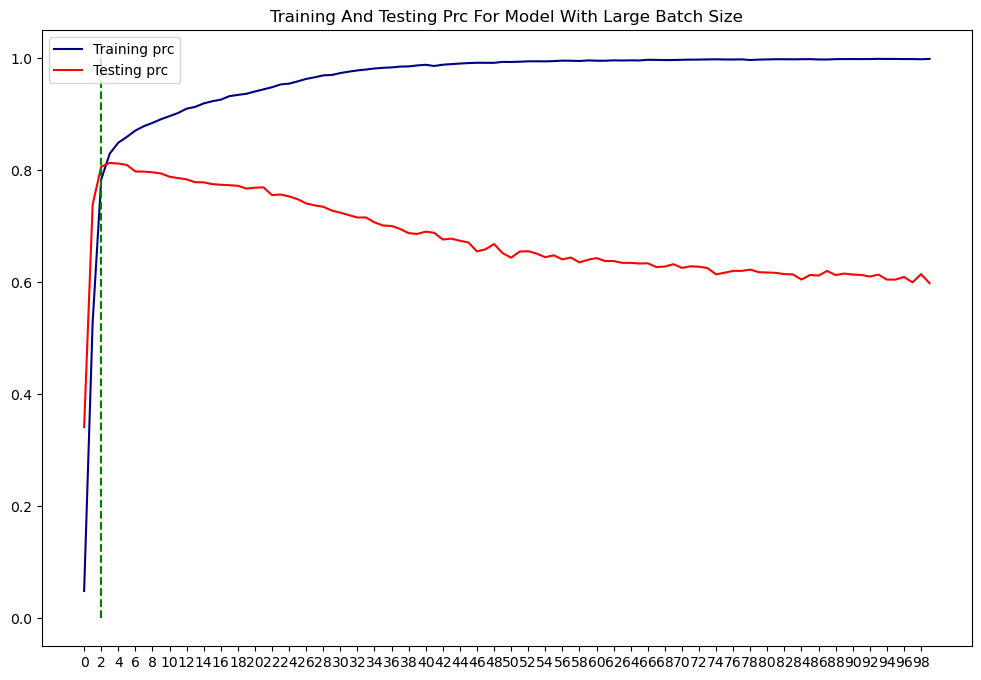 Training And Testing Prc For Model With Large Batch Size
Training prc
Testing prc
1.0
0.8
0.6
0.4
0.2
0.0
0 2 4 6 8 10 12 14 16 18 20 22 24 26 28 30 32 34 36 38 40 42 44 46 48 50 52 54 56 58 60 62 64 66 68 70 72 74 76 78 80 82 84 86 88 90 92 94 96 98